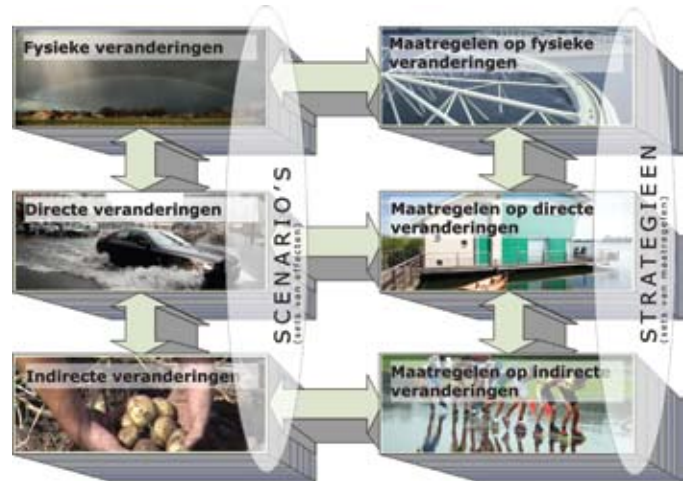 Fysieke veranderingen
Maatregelen op fysieke
veranderingen
Directe veranderingen
Maatregelen op directe
veranderingen
Indirecte veranderingen
Maatregelen op indirecte
veranderingen
SCENARIO'S
(sets van effecten)
STRATEGIEEN
(sets van maatregelen)